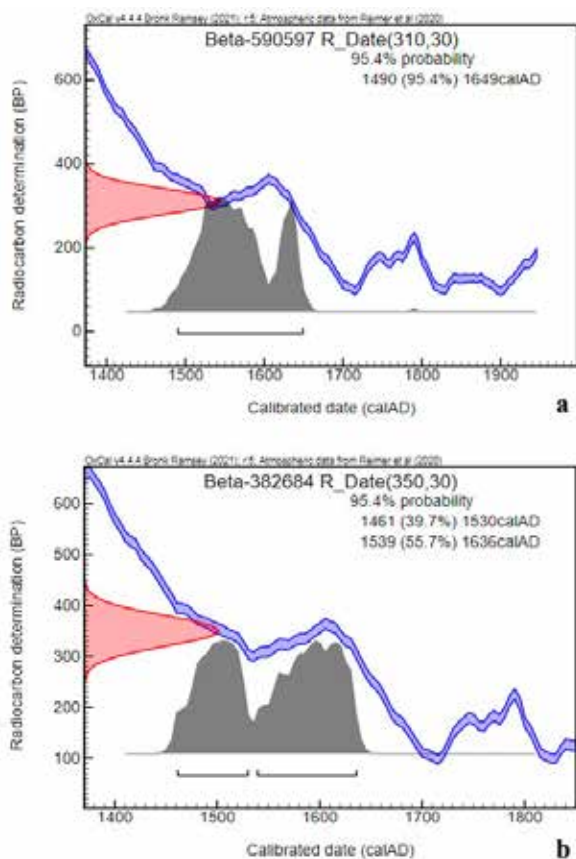 OxCal v4.4.4 Bronk Ramsey (2021); r:5; Atmospheric data from Reimer et al (2020)
Beta-590597 R_Date(310,30)
95.4% probability
1490 (95.4%) 1649calAD
Radiocarbon determination (BP)
600
400
200
0
1400 1500 1600 1700 1800 1900
Calibrated date (calAD)
a
OxCal v4.4.4 Bronk Ramsey (2021); r:5; Atmospheric data from Reimer et al (2020)
Beta-382684 R_Date(350,30)
95.4% probability
1461 (39.7%) 1530calAD
1539 (55.7%) 1636calAD
Radiocarbon determination (BP)
600
500
400
300
200
100
1400 1500 1600 1700 1800
Calibrated date (calAD)
b